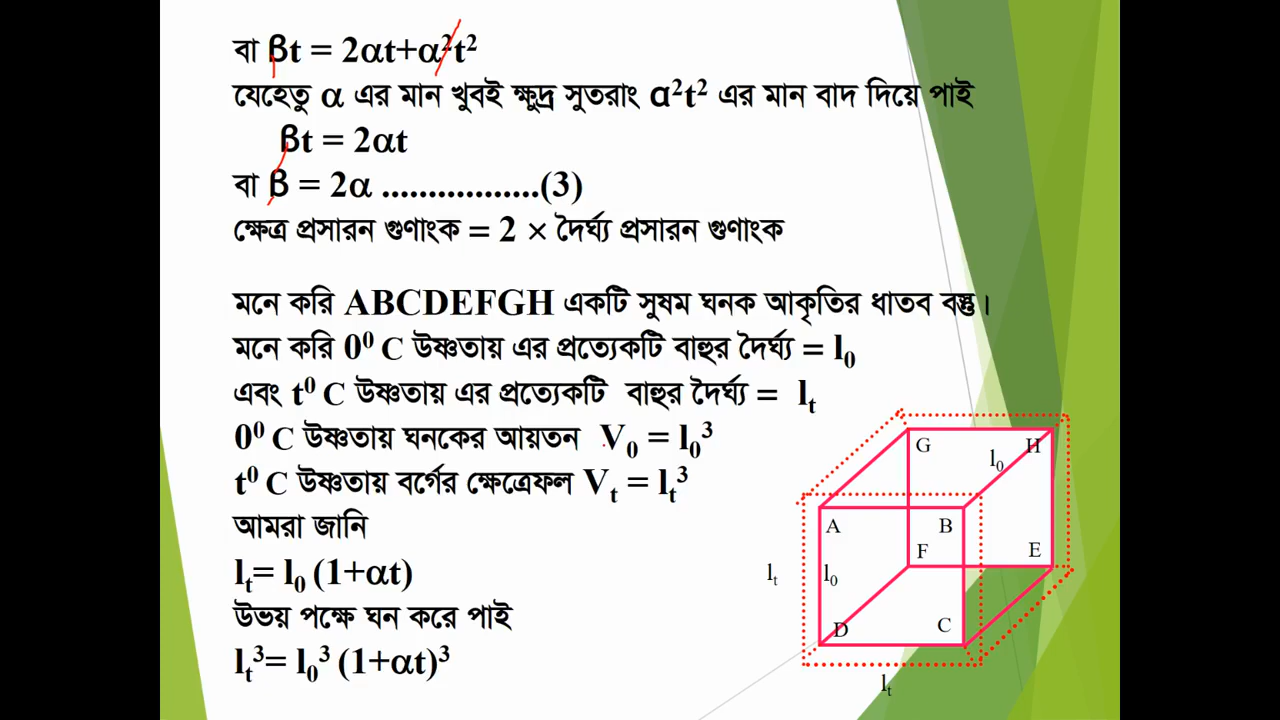 বা βt = 2αt+α²t²
যেহেতু α এর মান খুবই ক্ষুদ্র সুতরাং α²t² এর মান বাদ দিয়ে পাই
βt = 2αt
বা β = 2α .................(3)
ক্ষেত্র প্রসারন গুণাংক = 2 × দৈর্ঘ্য প্রসারন গুণাংক
মনে করি ABCDEFGH একটি সুষম ঘনক আকৃতির ধাতব বস্তু।
মনে করি 0⁰ C উষ্ণতায় এর প্রত্যেকটি বাহুর দৈর্ঘ্য = l₀
এবং t⁰ C উষ্ণতায় এর প্রত্যেকটি বাহুর দৈর্ঘ্য = lₜ
0⁰ C উষ্ণতায় ঘনকের আয়তন V₀ = l₀³
t⁰ C উষ্ণতায় বর্গের ক্ষেত্রেফল Vₜ = lₜ³
আমরা জানি
lₜ= l₀ (1+αt)
উভয় পক্ষে ঘন করে পাই
lₜ³= l₀³ (1+αt)³
G H
l₀
A B
F E
lₜ l₀
D C
lₜ